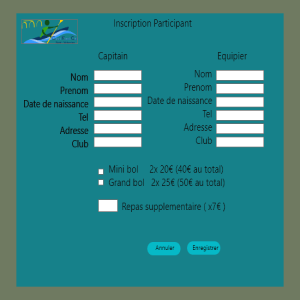 Inscription Participant
Capitain Equipier
Nom Nom
Prenom Prenom
Date de naissance Date de naissance
Tel Tel
Adresse Adresse
Club Club
Mini bol 2x 20€ (40€ au total)
Grand bol 2x 25€ (50€ au total)
Repas supplementaire ( x7€ )
Annuler Enregistrer